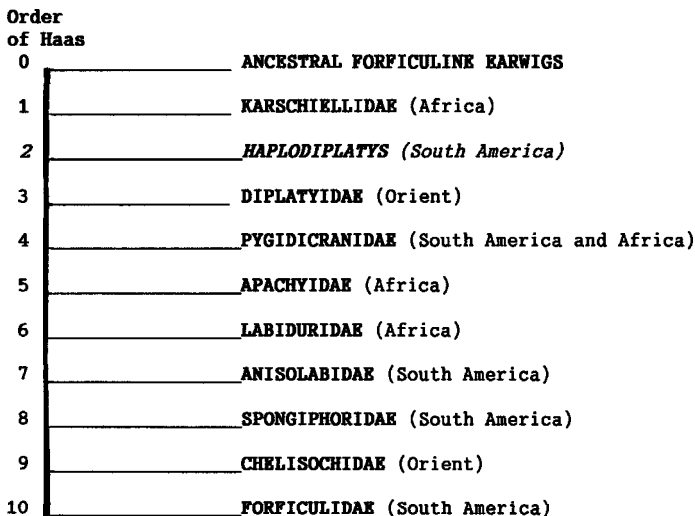 Order
of Haas
0 ANCESTRAL FORFICULINE EARWIGS
1 KARSCHIELLIDAE (Africa)
2 HAPLODIPLATYS (South America)
3 DIPLATYIDAE (Orient)
4 PYGIDICRANIDAE (South America and Africa)
5 APACHYIDAE (Africa)
6 LABIDURIDAE (Africa)
7 ANISOLABIDAE (South America)
8 SPONGIPHORIDAE (South America)
9 CHELISOCHIDAE (Orient)
10 FORFICULIDAE (South America)